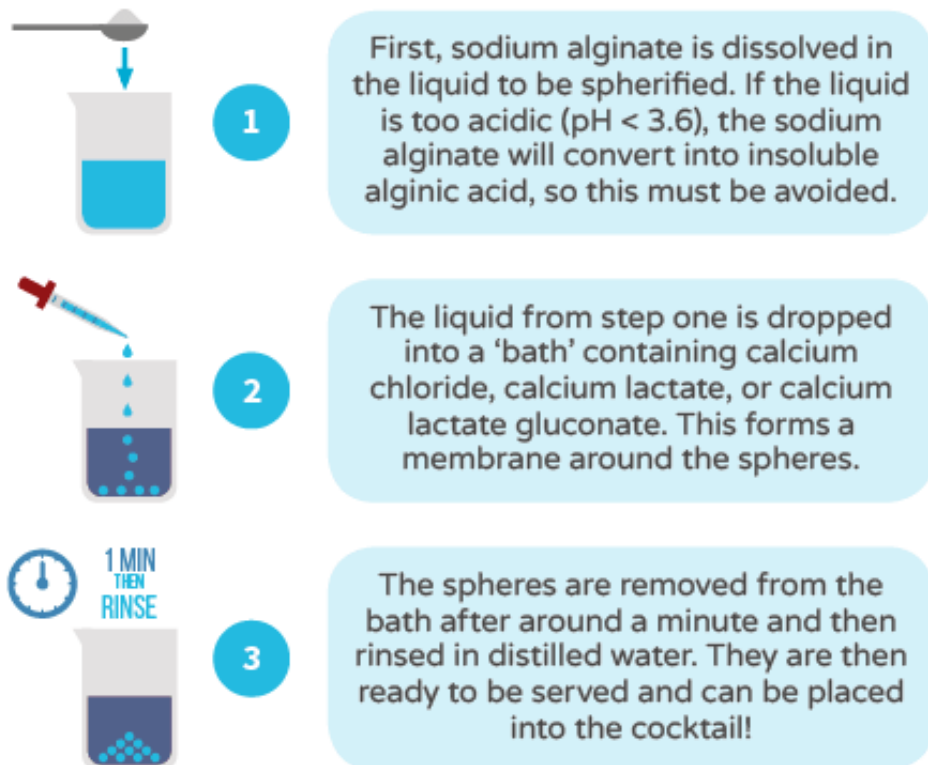 1
First, sodium alginate is dissolved in
the liquid to be spherified. If the liquid
is too acidic (pH < 3.6), the sodium
alginate will convert into insoluble
alginic acid, so this must be avoided.
2
The liquid from step one is dropped
into a ‘bath’ containing calcium
chloride, calcium lactate, or calcium
lactate gluconate. This forms a
membrane around the spheres.
1 MIN
THEN
RINSE
3
The spheres are removed from the
bath after around a minute and then
rinsed in distilled water. They are then
ready to be served and can be placed
into the cocktail!